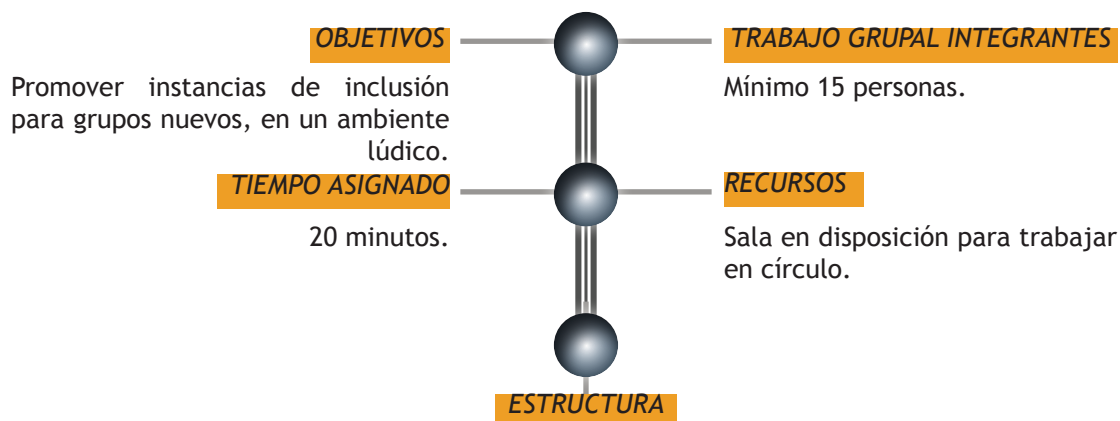 OBJETIVOS
Promover instancias de inclusión
para grupos nuevos, en un ambiente
lúdico.
TRABAJO GRUPAL INTEGRANTES
Mínimo 15 personas.
TIEMPO ASIGNADO
20 minutos.
RECURSOS
Sala en disposición para trabajar
en círculo.
ESTRUCTURA